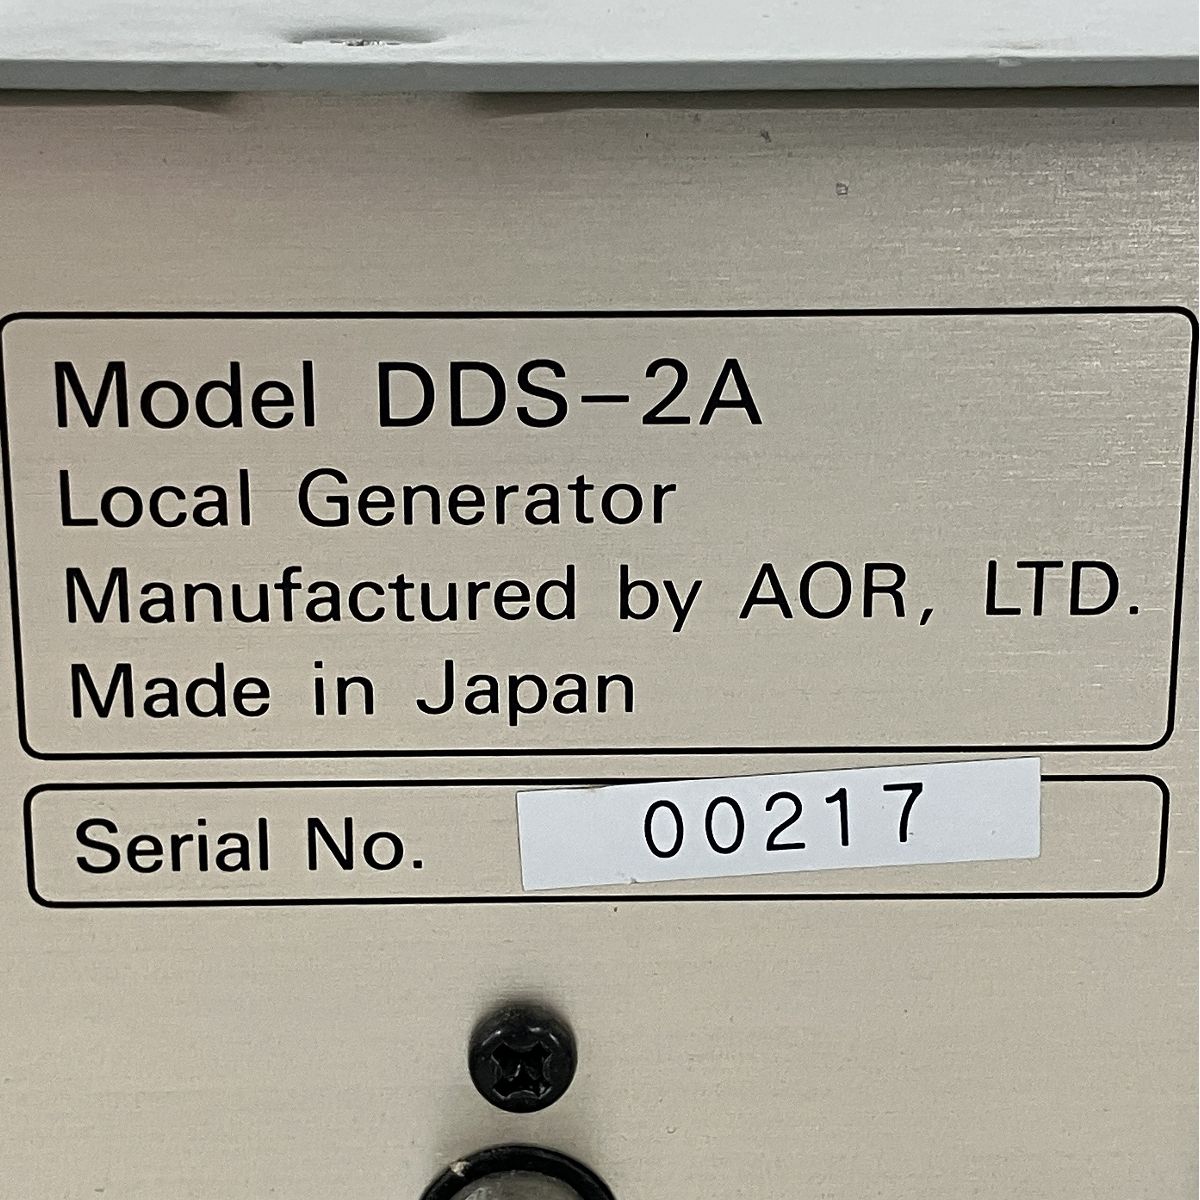 Model DDS-2A
Local Generator
Manufactured by AOR, LTD.
Made in Japan
Serial No. 00217